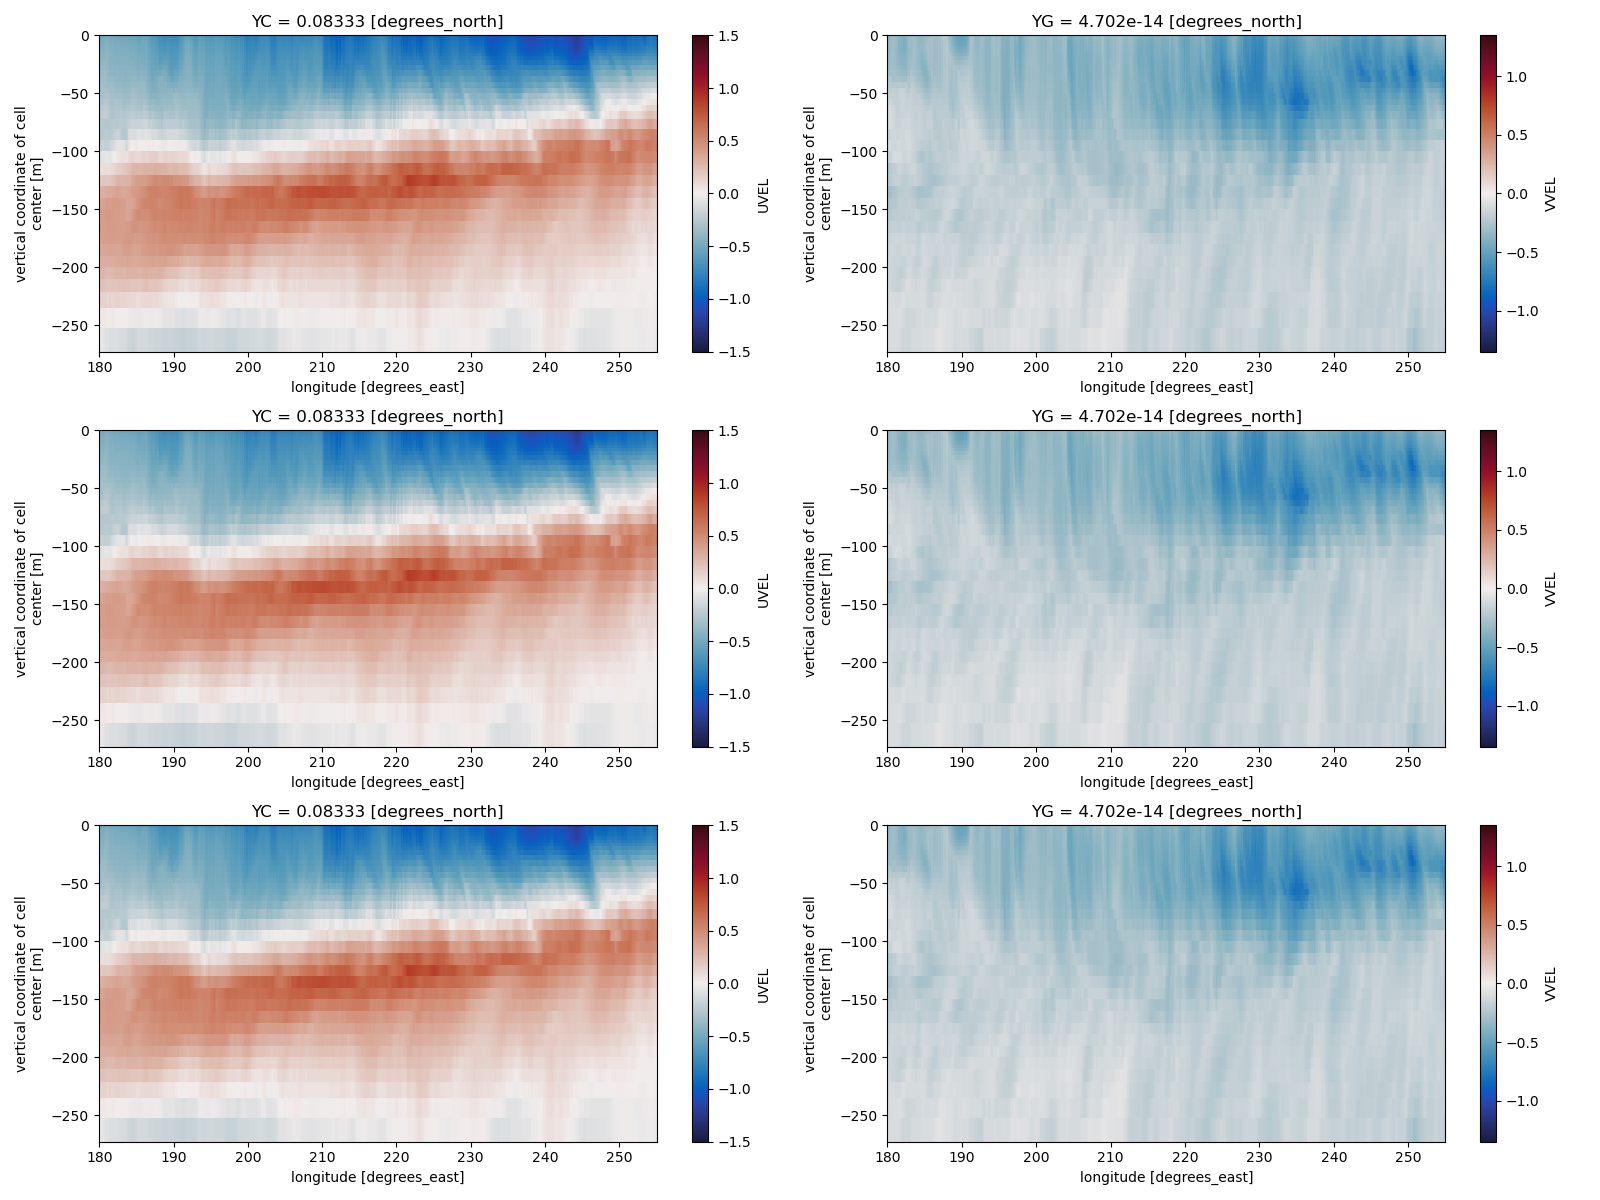 YC = 0.08333 [degrees_north]
0
−50
−100
−150
−200
−250
vertical coordinate of cell
center [m]
180 190 200 210 220 230 240 250
longitude [degrees_east]
1.5
1.0
0.5
0.0
−0.5
−1.0
−1.5
UVEL
YG = 4.702e-14 [degrees_north]
0
−50
−100
−150
−200
−250
vertical coordinate of cell
center [m]
180 190 200 210 220 230 240 250
longitude [degrees_east]
1.0
0.5
0.0
−0.5
−1.0
VVEL
YC = 0.08333 [degrees_north]
0
−50
−100
−150
−200
−250
vertical coordinate of cell
center [m]
180 190 200 210 220 230 240 250
longitude [degrees_east]
1.5
1.0
0.5
0.0
−0.5
−1.0
−1.5
UVEL
YG = 4.702e-14 [degrees_north]
0
−50
−100
−150
−200
−250
vertical coordinate of cell
center [m]
180 190 200 210 220 230 240 250
longitude [degrees_east]
1.0
0.5
0.0
−0.5
−1.0
VVEL
YC = 0.08333 [degrees_north]
0
−50
−100
−150
−200
−250
vertical coordinate of cell
center [m]
180 190 200 210 220 230 240 250
longitude [degrees_east]
1.5
1.0
0.5
0.0
−0.5
−1.0
−1.5
UVEL
YG = 4.702e-14 [degrees_north]
0
−50
−100
−150
−200
−250
vertical coordinate of cell
center [m]
180 190 200 210 220 230 240 250
longitude [degrees_east]
1.0
0.5
0.0
−0.5
−1.0
VVEL